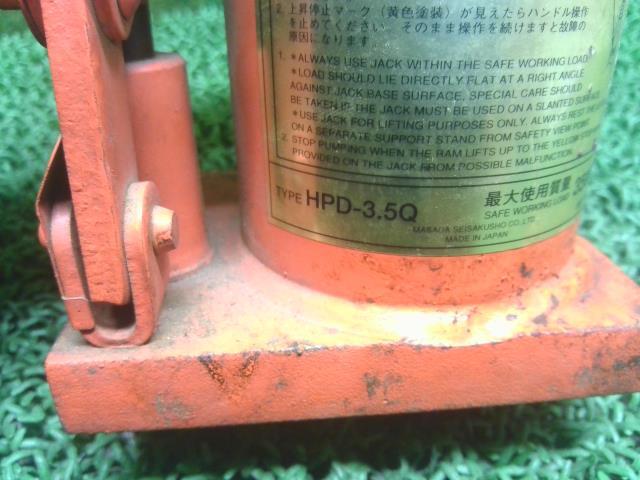 2. 上昇停止マーク (黄色塗装) が見えたらハンドル操作
を止めてください そのまま操作を続けますと故障の
原因になります
1. *ALWAYS USE JACK WITHIN THE SAFE WORKING LOAD
*LOAD SHOULD LIE DIRECTLY FLAT AT A RIGHT ANGLE
AGAINST JACK BASE SURFACE, SPECIAL CARE SHOULD
BE TAKEN IF THE JACK MUST BE USED ON A SLANTED SURFACE
*USE JACK FOR LIFTING PURPOSES ONLY. ALWAYS REST THE
ON A SEPARATE SUPPORT STAND FROM SAFETY VIEW POINT
2. STOP PUMPING WHEN THE RAM LIFTS UP TO THE YELLOW
PROVIDED ON THE JACK FROM POSSIBLE MALFUNCTION.
TYPE HPD-3.5Q 最大使用質量
SAFE WORKING LOAD
MASADA SEISAKUSHO CO., LTD.
MADE IN JAPAN